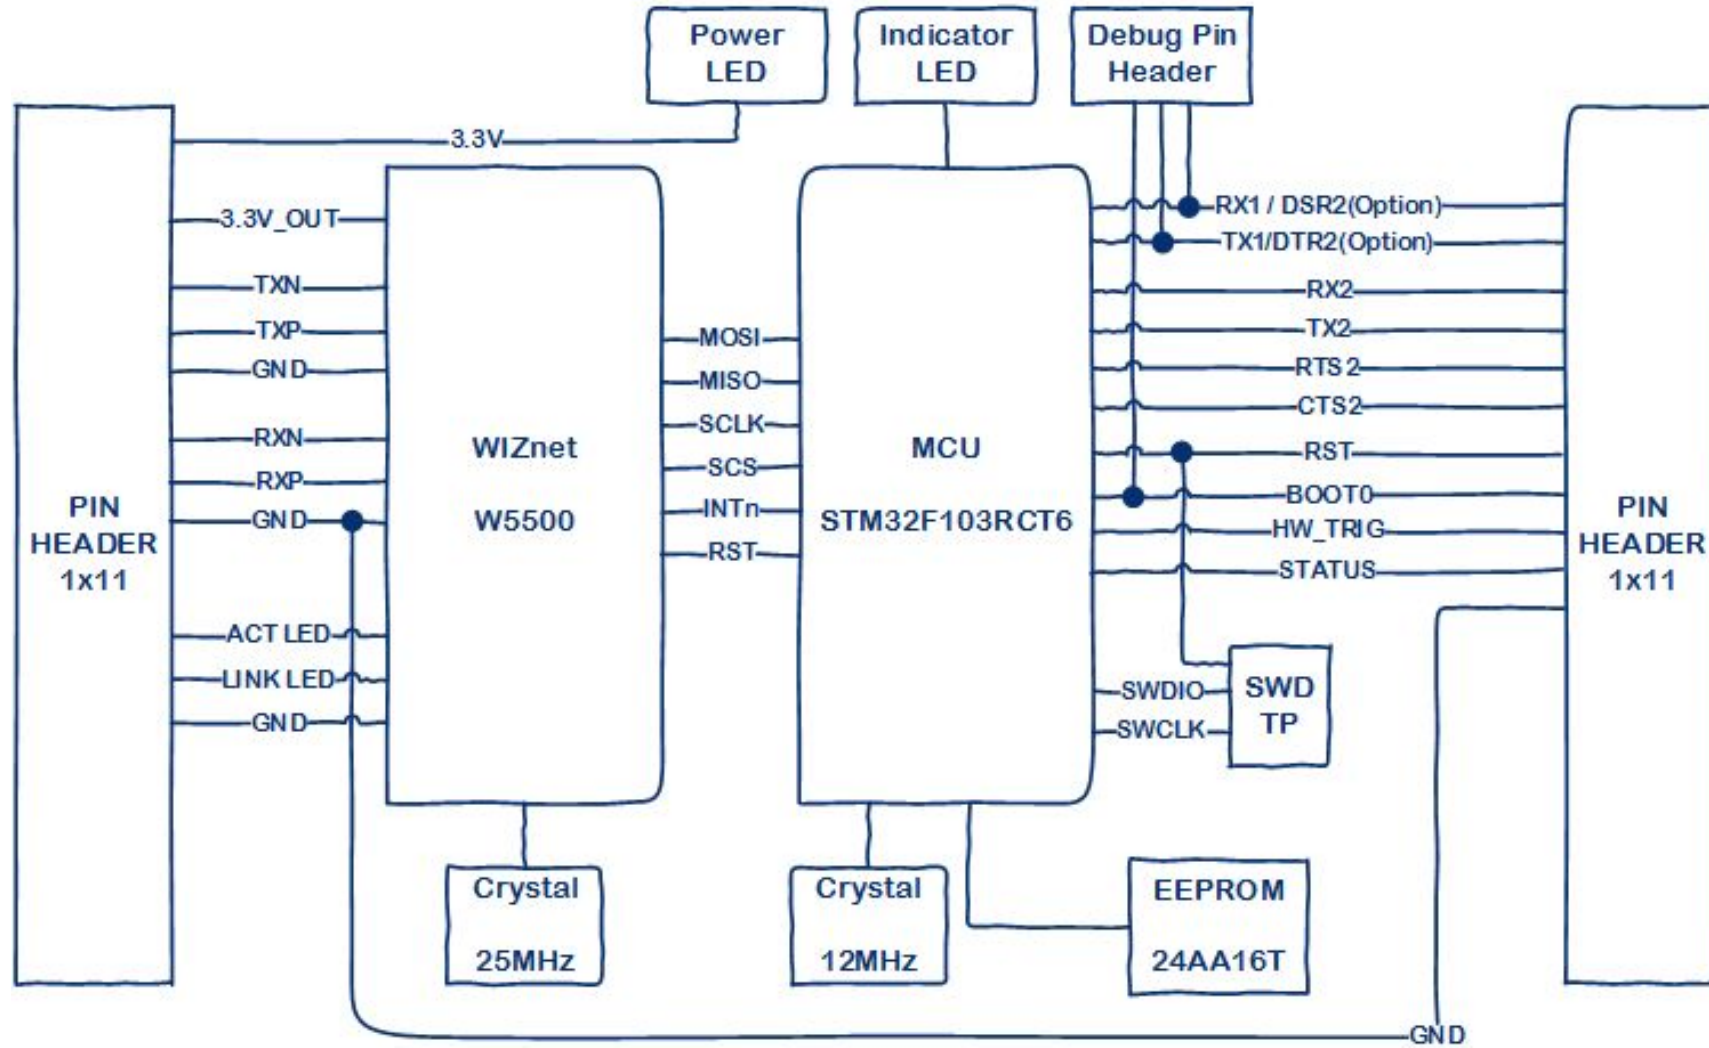 Power
LED
Indicator
LED
Debug Pin
Header
3.3V
3.3V_OUT
TXN
TXP
GND
RXN
RXP
GND
ACT LED
LINK LED
GND
PIN
HEADER
1x11
WIZnet
W5500
MOSI
MISO
SCLK
SCS
INTn
RST
MCU
STM32F103RCT6
RX1 / DSR2(Option)
TX1/DTR2(Option)
RX2
TX2
RTS2
CTS2
RST
BOOT0
HW_TRIG
STATUS
SWDIO
SWCLK
SWD
TP
PIN
HEADER
1x11
Crystal
25MHz
Crystal
12MHz
EEPROM
24AA16T
GND